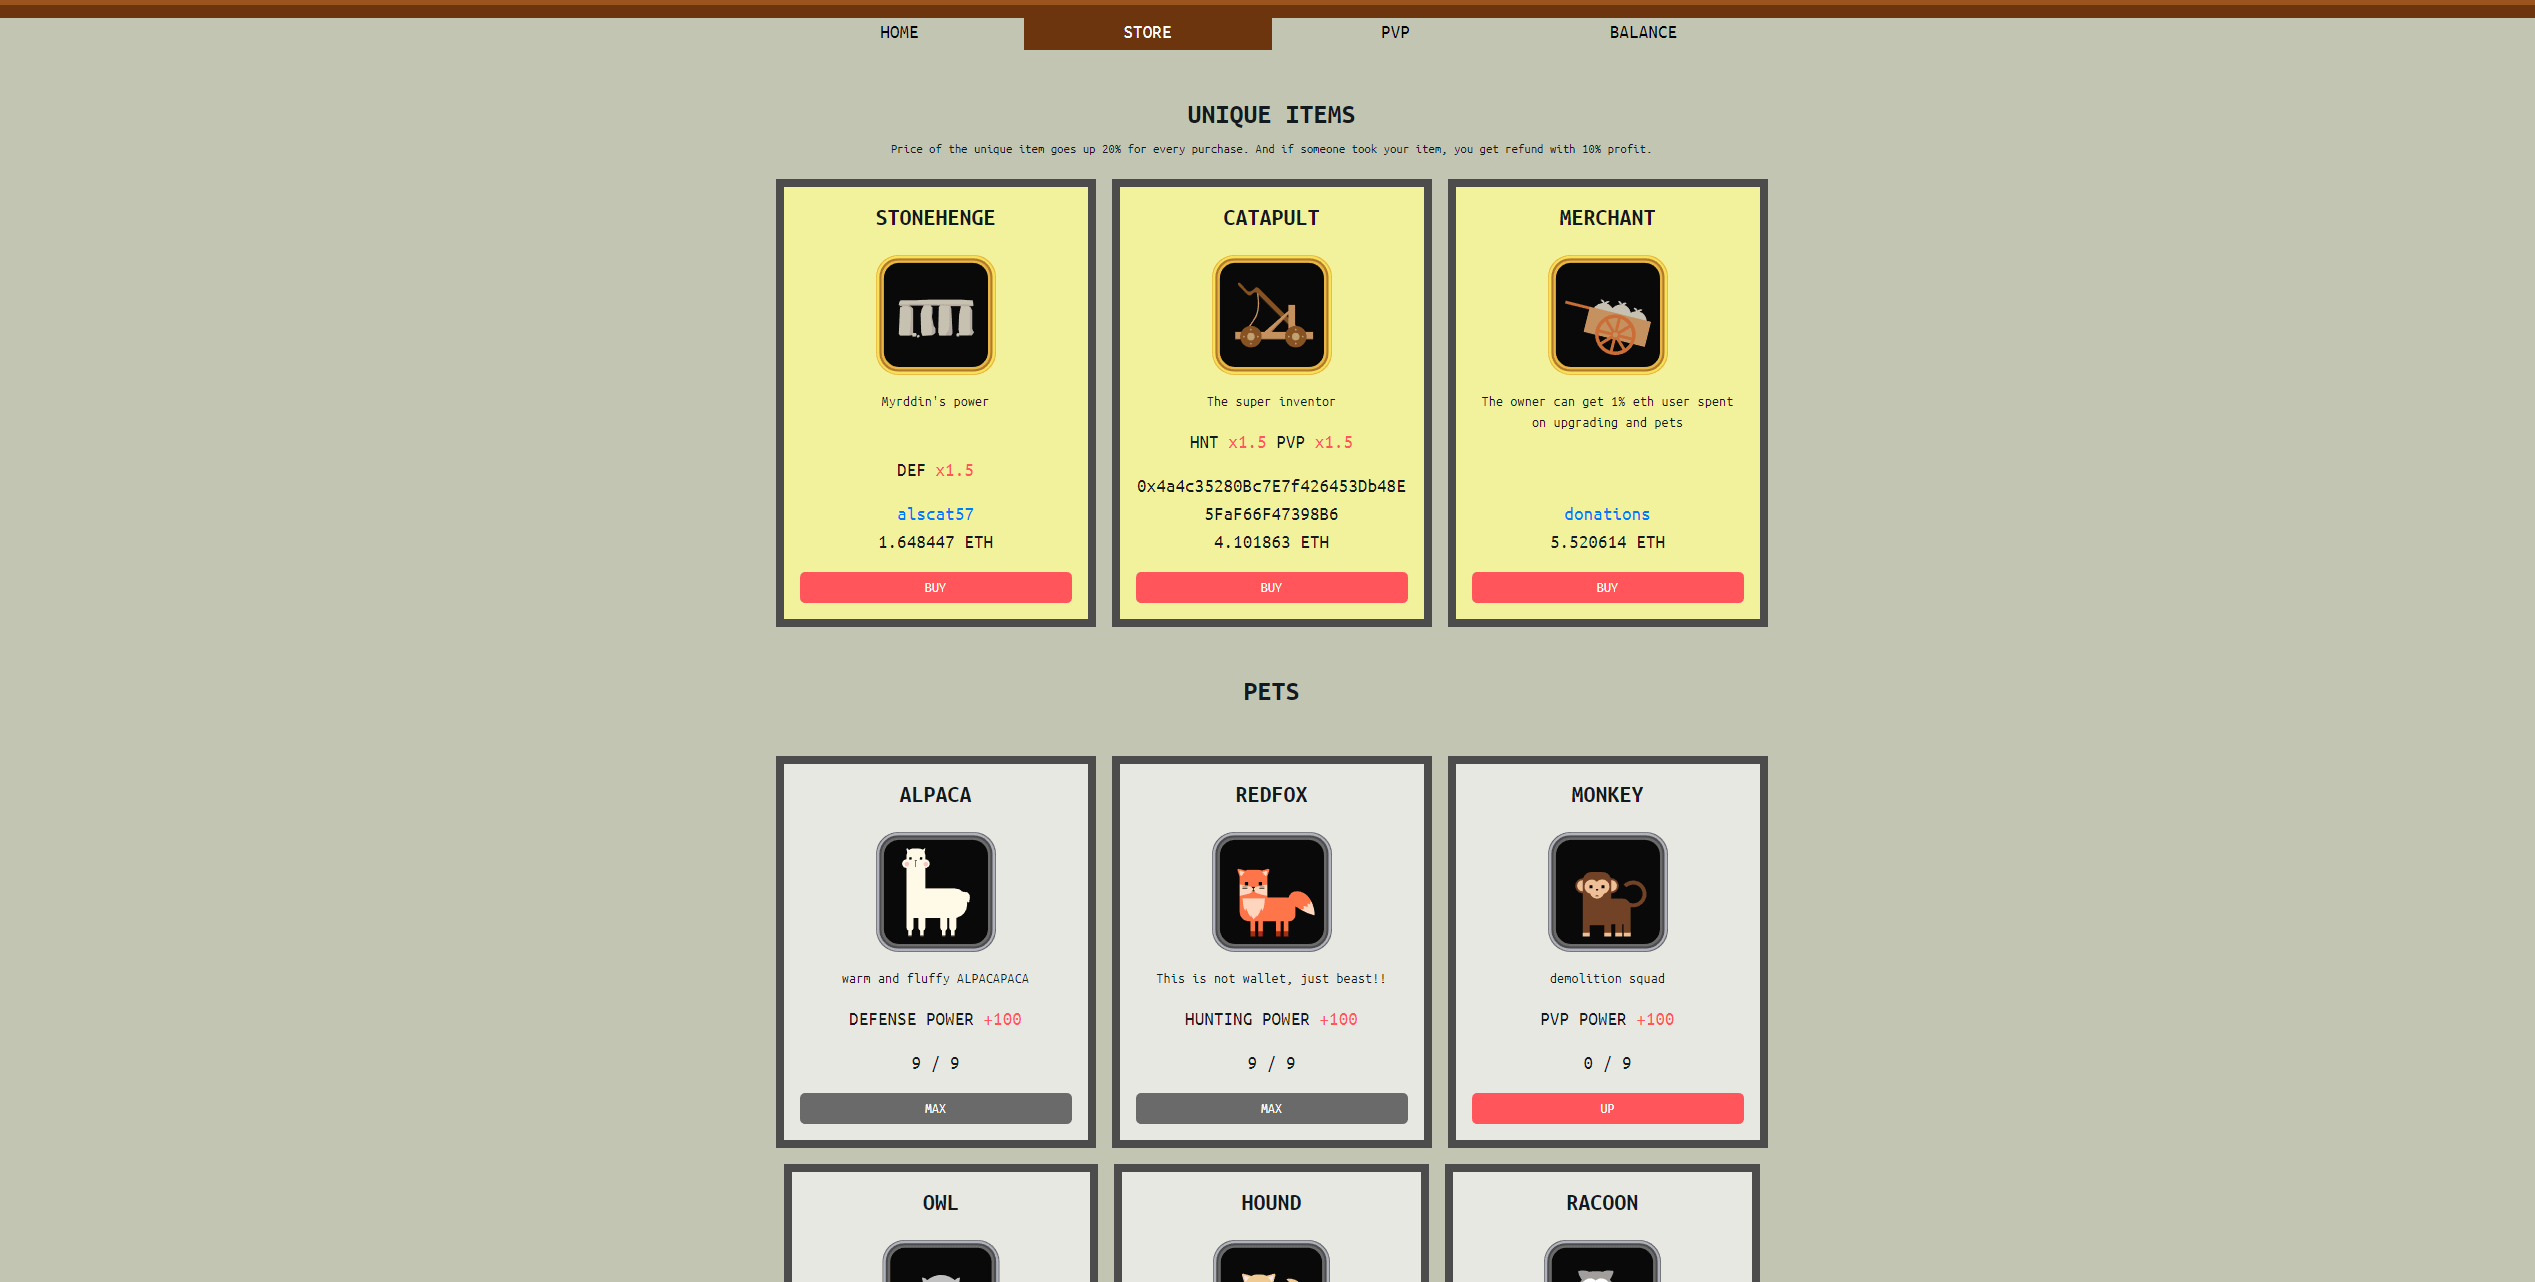 HOME STORE PVP BALANCE
UNIQUE ITEMS
Price of the unique item goes up 20% for every purchase. And if someone took your item, you get refund with 10% profit.
STONEHENGE
Myrddin's power
DEF x1.5
alscat57
1.648447 ETH
BUY
CATAPULT
The super inventor
HNT x1.5 PVP x1.5
0x4a4c35280Bc7E7f426453Db48E
5FaF66F47398B6
4.101863 ETH
BUY
MERCHANT
The owner can get 1% eth user spent
on upgrading and pets
donations
5.520614 ETH
BUY
PETS
ALPACA
warm and fluffy ALPACAPACA
DEFENSE POWER +100
9 / 9
MAX
REDFOX
This is not wallet, just beast!!
HUNTING POWER +100
9 / 9
MAX
MONKEY
demolition squad
PVP POWER +100
0 / 9
UP
OWL
HOUND
RACOON